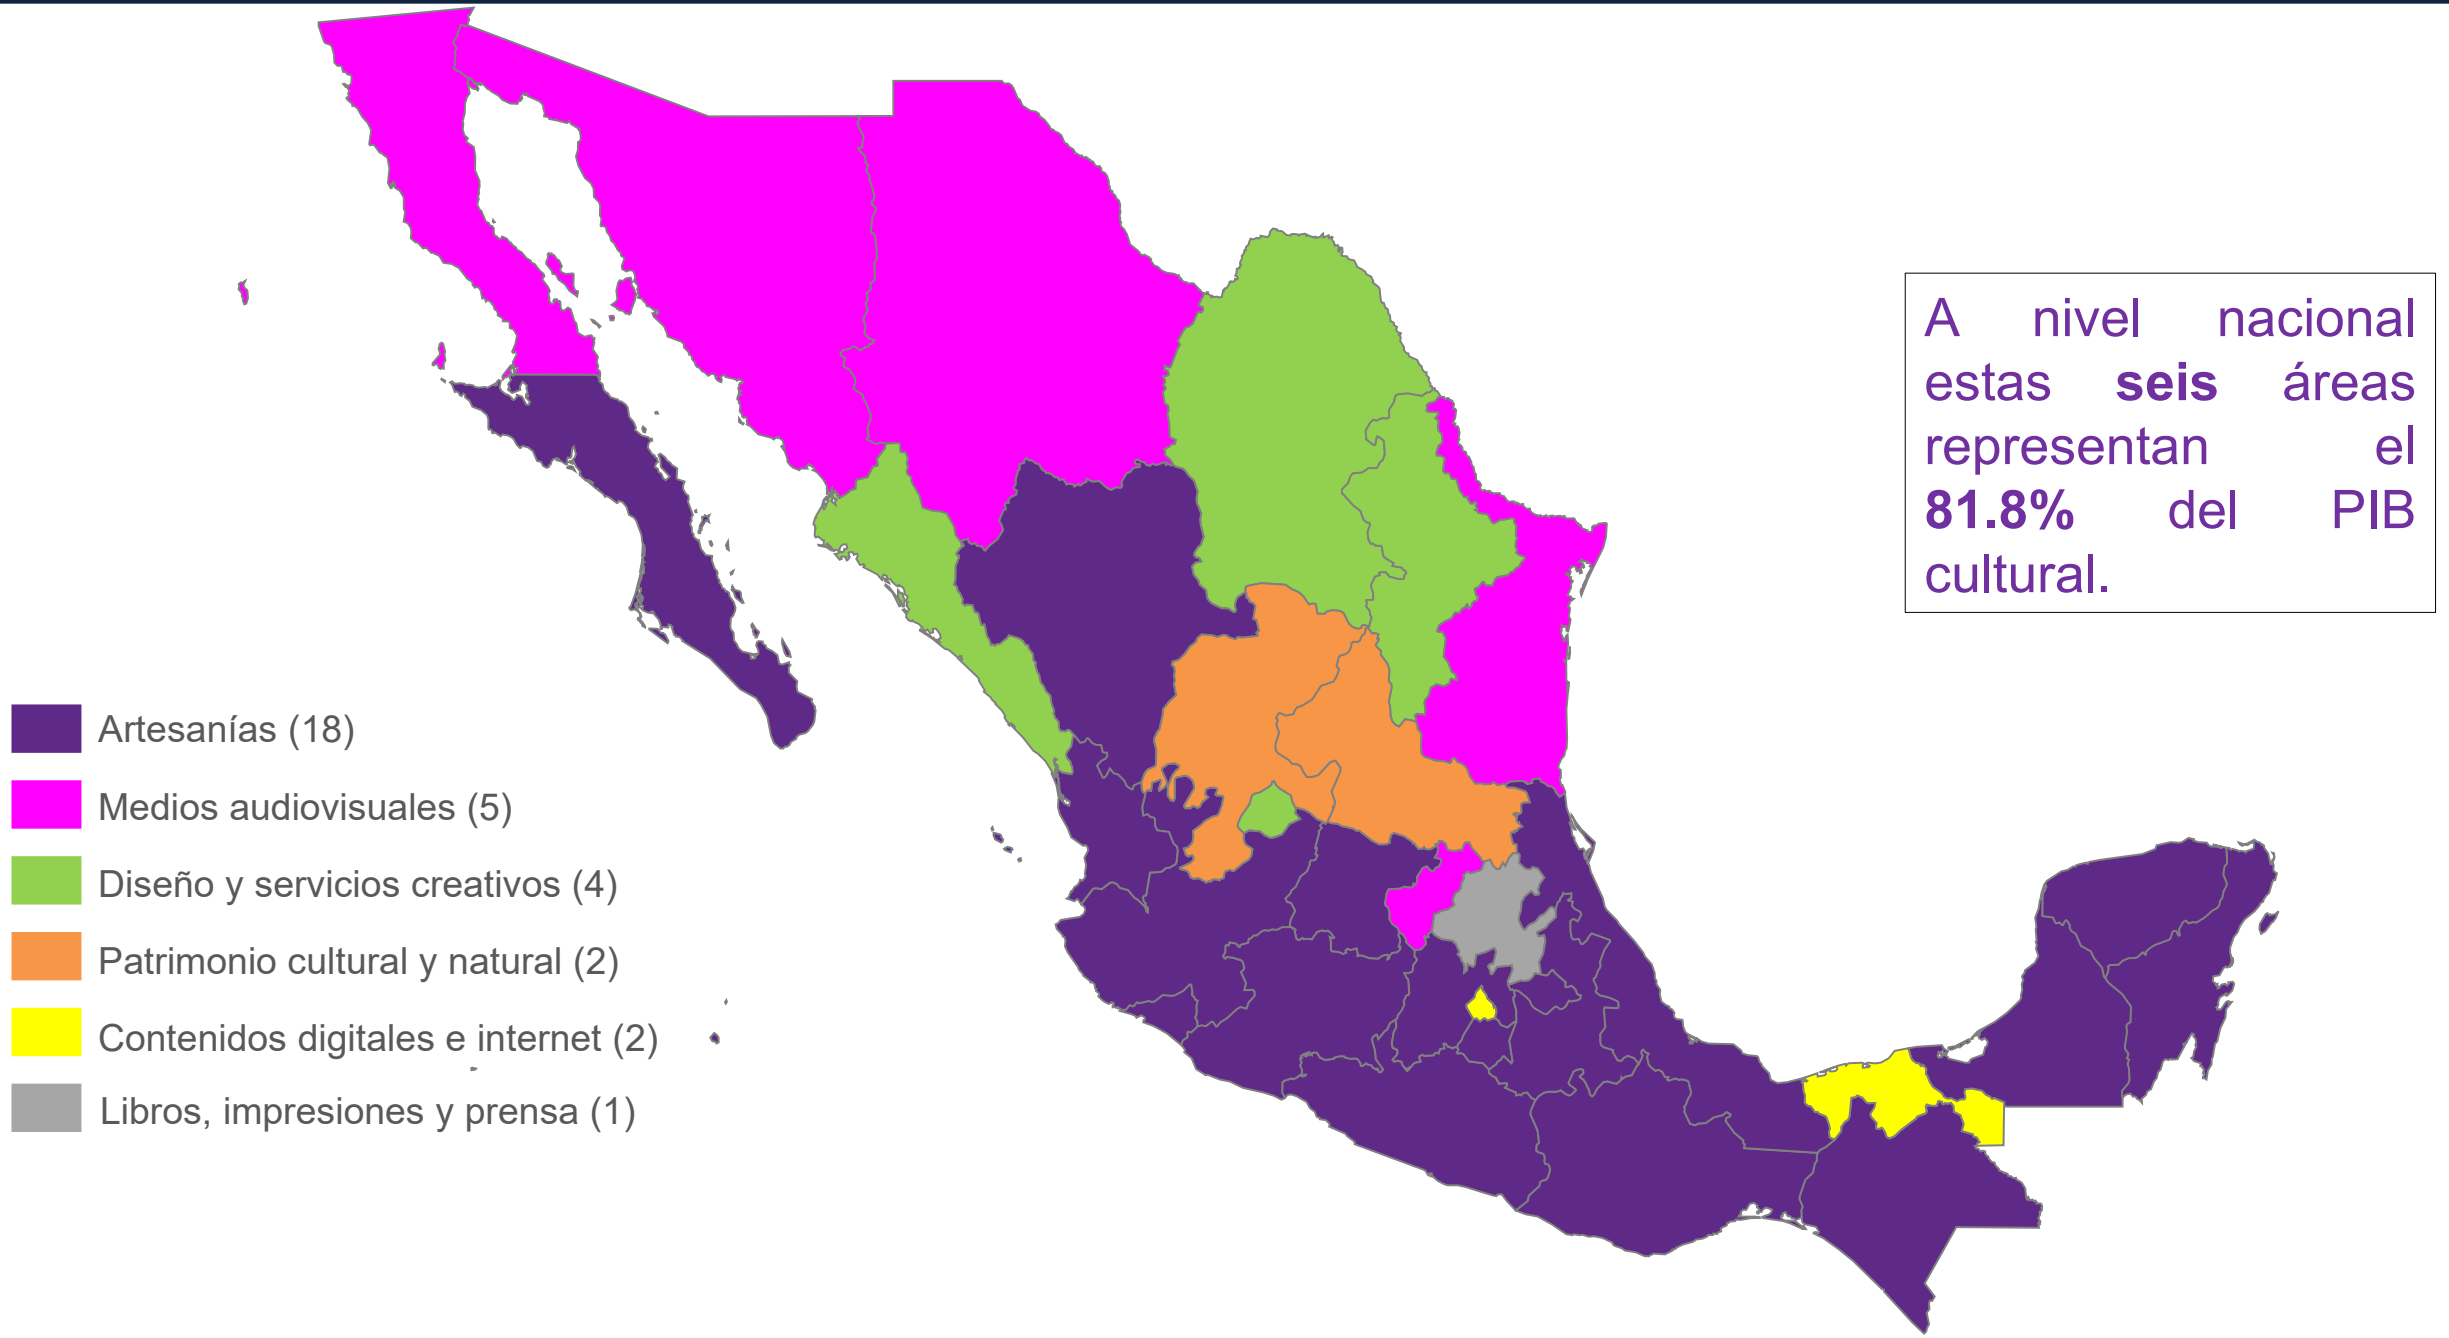 A nivel nacional
estas seis áreas
representan el
81.8% del PIB
cultural.
Artesanías (18)
Medios audiovisuales (5)
Diseño y servicios creativos (4)
Patrimonio cultural y natural (2)
Contenidos digitales e internet (2)
Libros, impresiones y prensa (1)